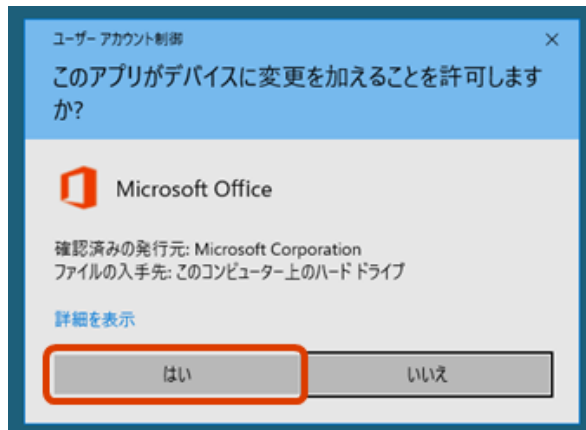 ユーザー アカウント制御
このアプリがデバイスに変更を加えることを許可します
か?
Microsoft Office
確認済みの発行元: Microsoft Corporation
ファイルの入手先: このコンピューター上のハード ドライブ
詳細を表示
はい
いいえ